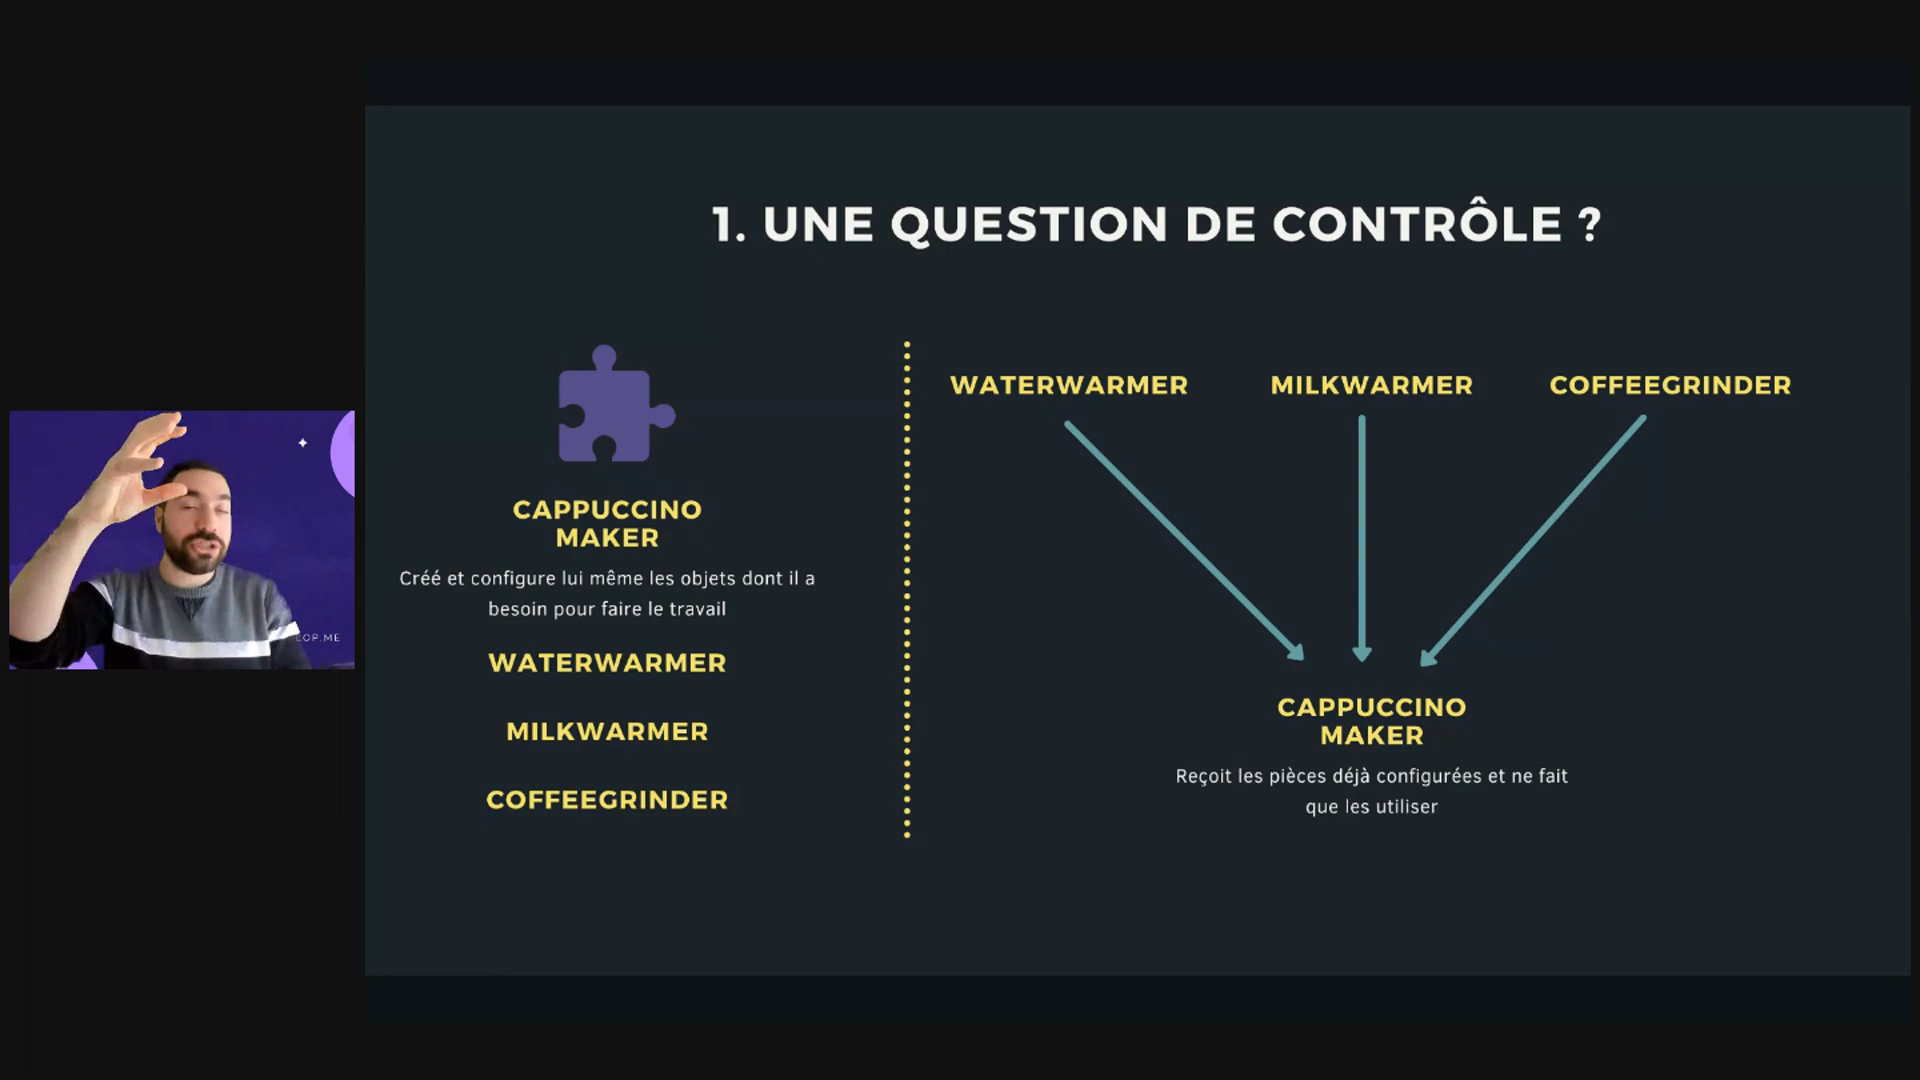 1. UNE QUESTION DE CONTRÔLE ?
CAPPUCCINO
MAKER
Créé et configure lui même les objets dont il a
besoin pour faire le travail
WATERWARMER
MILKWARMER
COFFEEGRINDER
WATERWARMER
MILKWARMER
COFFEEGRINDER
CAPPUCCINO
MAKER
Reçoit les pièces déjà configurées et ne fait
que les utiliser
OP.ME